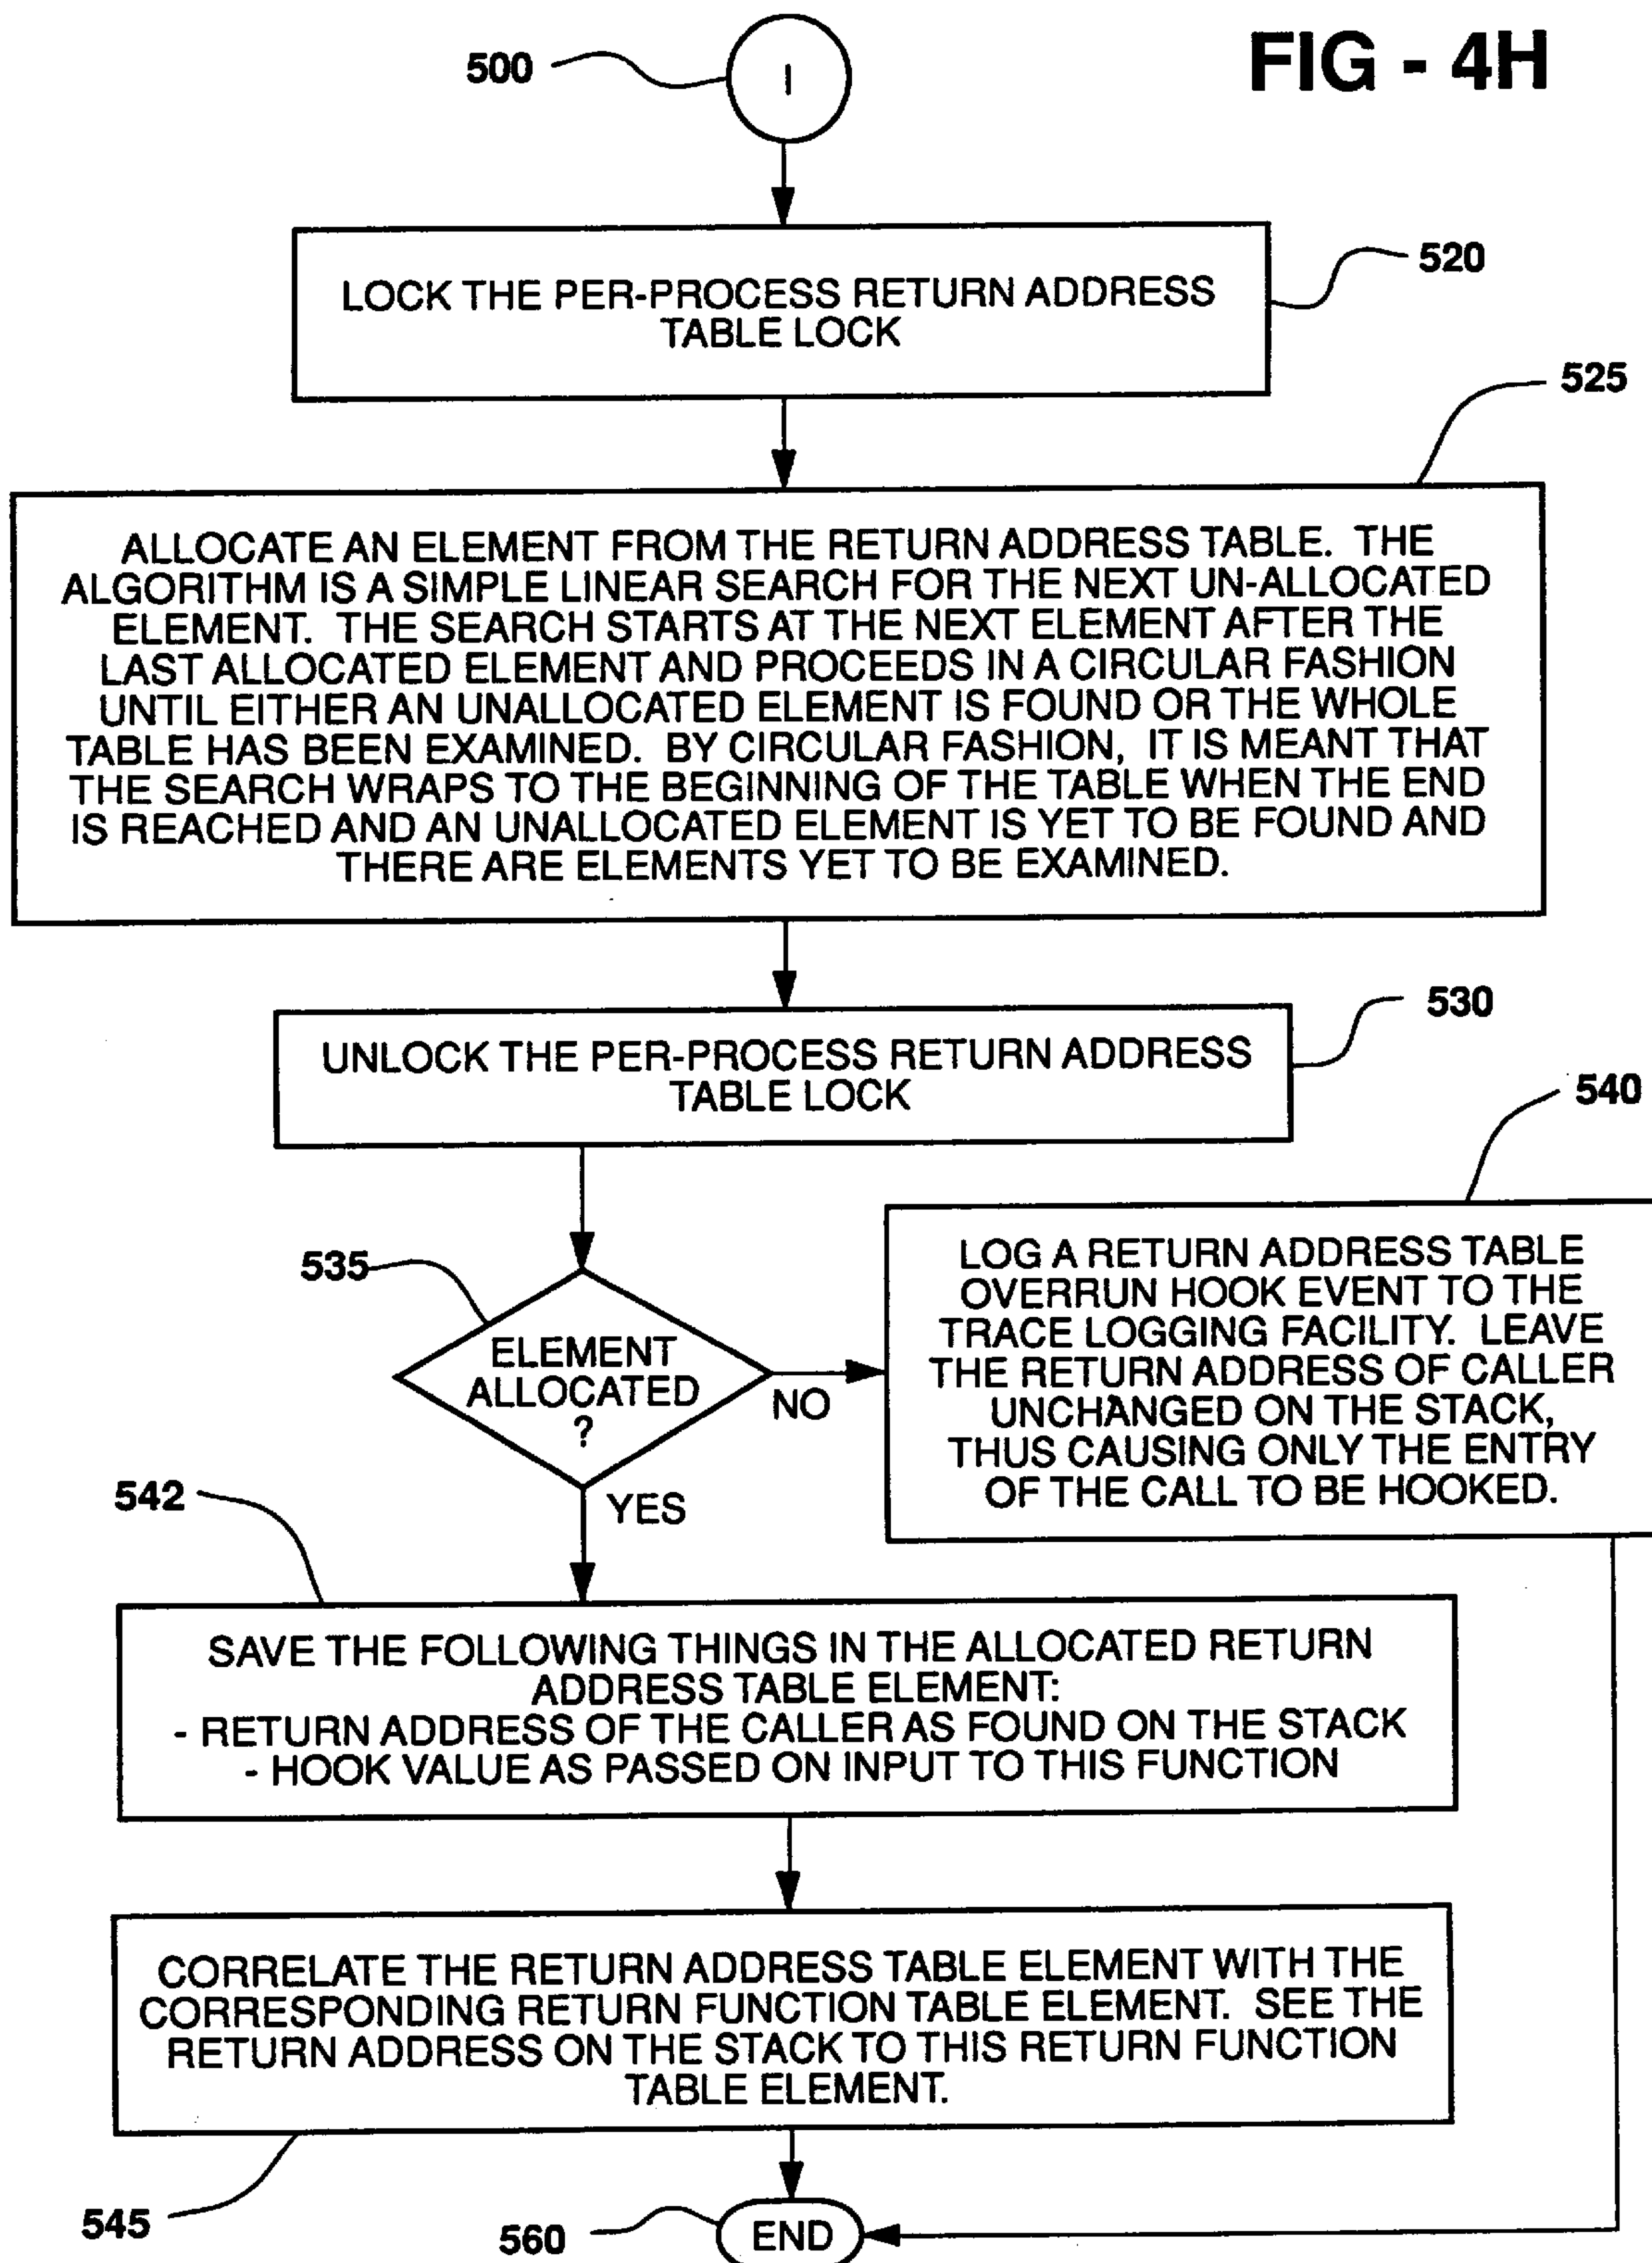 FIG - 4H
500
I
LOCK THE PER-PROCESS RETURN ADDRESS
TABLE LOCK
520
525
ALLOCATE AN ELEMENT FROM THE RETURN ADDRESS TABLE. THE
ALGORITHM IS A SIMPLE LINEAR SEARCH FOR THE NEXT UN-ALLOCATED
ELEMENT. THE SEARCH STARTS AT THE NEXT ELEMENT AFTER THE
LAST ALLOCATED ELEMENT AND PROCEEDS IN A CIRCULAR FASHION
UNTIL EITHER AN UNALLOCATED ELEMENT IS FOUND OR THE WHOLE
TABLE HAS BEEN EXAMINED. BY CIRCULAR FASHION, IT IS MEANT THAT
THE SEARCH WRAPS TO THE BEGINNING OF THE TABLE WHEN THE END
IS REACHED AND AN UNALLOCATED ELEMENT IS YET TO BE FOUND AND
THERE ARE ELEMENTS YET TO BE EXAMINED.
UNLOCK THE PER-PROCESS RETURN ADDRESS
TABLE LOCK
530
540
535
ELEMENT
ALLOCATED
?
NO
YES
LOG A RETURN ADDRESS TABLE
OVERRUN HOOK EVENT TO THE
TRACE LOGGING FACILITY. LEAVE
THE RETURN ADDRESS OF CALLER
UNCHANGED ON THE STACK,
THUS CAUSING ONLY THE ENTRY
OF THE CALL TO BE HOOKED.
542
SAVE THE FOLLOWING THINGS IN THE ALLOCATED RETURN
ADDRESS TABLE ELEMENT:
- RETURN ADDRESS OF THE CALLER AS FOUND ON THE STACK
- HOOK VALUE AS PASSED ON INPUT TO THIS FUNCTION
CORRELATE THE RETURN ADDRESS TABLE ELEMENT WITH THE
CORRESPONDING RETURN FUNCTION TABLE ELEMENT. SEE THE
RETURN ADDRESS ON THE STACK TO THIS RETURN FUNCTION
TABLE ELEMENT.
545
560
END